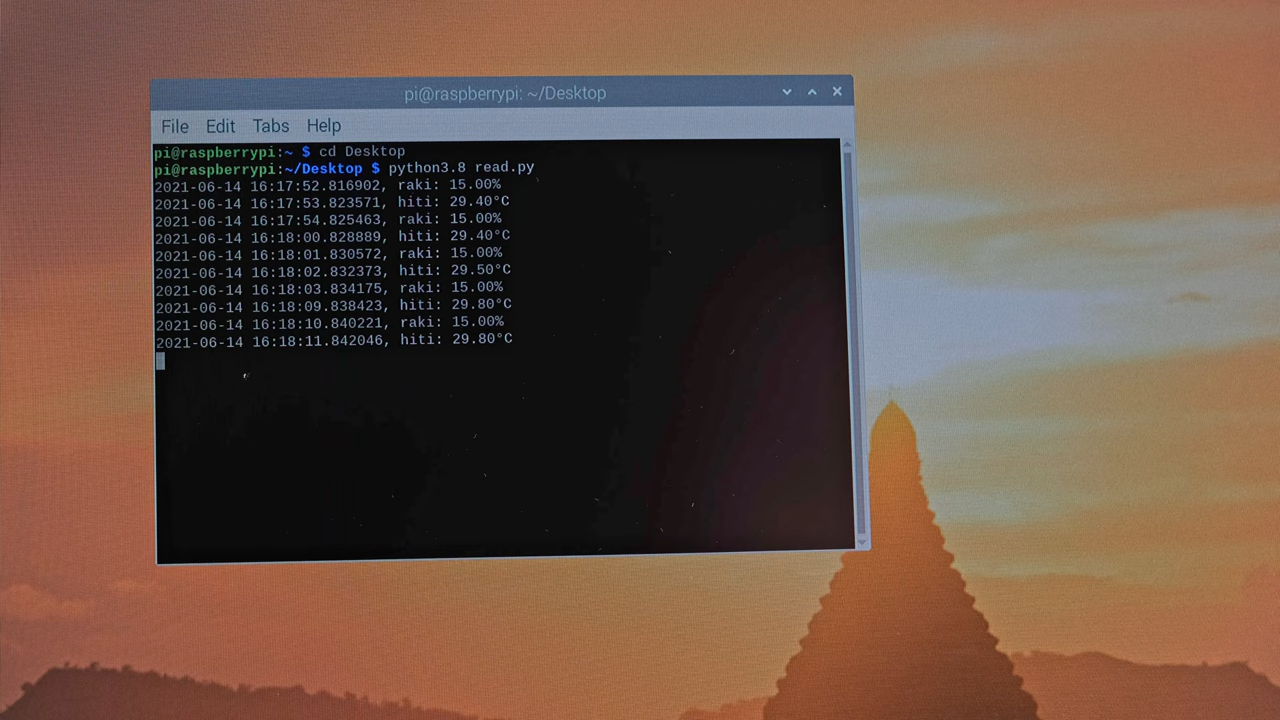 pi@raspberrypi: ~/Desktop
File Edit Tabs Help
pi@raspberrypi:~ $ cd Desktop
pi@raspberrypi:~/Desktop $ python3.8 read.py
2021-06-14 16:17:52.816902, raki: 15.00%
2021-06-14 16:17:53.823571, hiti: 29.40°C
2021-06-14 16:17:54.825463, raki: 15.00%
2021-06-14 16:18:00.828889, hiti: 29.40°C
2021-06-14 16:18:01.830572, raki: 15.00%
2021-06-14 16:18:02.832373, hiti: 29.50°C
2021-06-14 16:18:03.834175, raki: 15.00%
2021-06-14 16:18:09.838423, hiti: 29.80°C
2021-06-14 16:18:10.840221, raki: 15.00%
2021-06-14 16:18:11.842046, hiti: 29.80°C